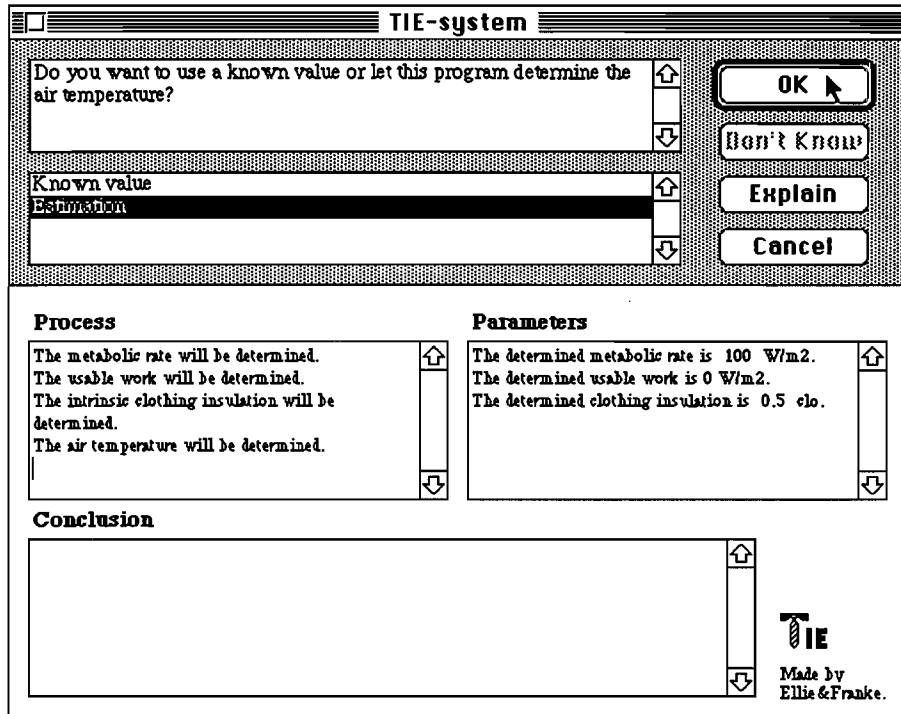 TIE-system
Do you want to use a known value or let this program determine the
air temperature?
OK
Don't Know
Known value
Estimation
Explain
Cancel
Process
The metabolic rate will be determined.
The usable work will be determined.
The intrinsic clothing insulation will be
determined.
The air temperature will be determined.
Parameters
The determined metabolic rate is 100 W/m2.
The determined usable work is 0 W/m2.
The determined clothing insulation is 0.5 clo.
Conclusion
TIE
Made by
Ellie&Franke.